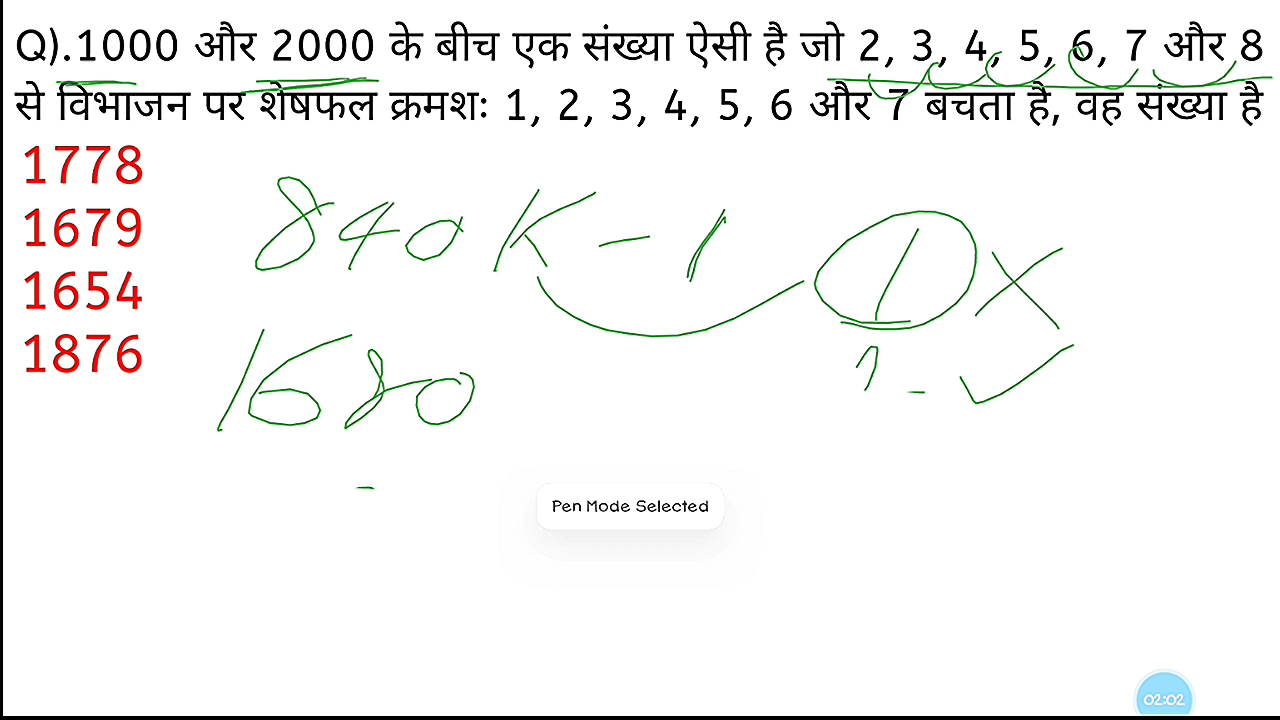 Q).1000 और 2000 के बीच एक संख्या ऐसी है जो 2, 3, 4, 5, 6, 7 और 8
से विभाजन पर शेषफल क्रमशः 1, 2, 3, 4, 5, 6 और 7 बचता है, वह संख्या है
1778
1679
1654
1876
840K-1
1680
Pen Mode Selected
02:02